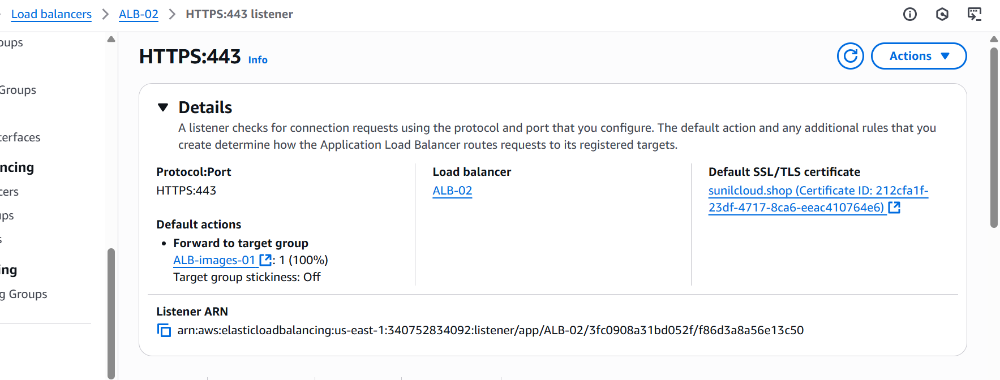 Load balancers > ALB-02 > HTTPS:443 listener
oups
HTTPS:443 Info
Actions
Groups
Details
A listener checks for connection requests using the protocol and port that you configure. The default action and any additional rules that you
create determine how the Application Load Balancer routes requests to its registered targets.
terfaces
ncing
cers
ups
s
ing
g Groups
Protocol:Port
HTTPS:443
Load balancer
ALB-02
Default SSL/TLS certificate
sunilcloud.shop (Certificate ID: 212cfa1f-
23df-4717-8ca6-eeac410764e6)
Default actions
• Forward to target group
ALB-images-01 : 1 (100%)
Target group stickiness: Off
Listener ARN
arn:aws:elasticloadbalancing:us-east-1:340752834092:listener/app/ALB-02/3fc0908a31bd052f/f86d3a8a56e13c50